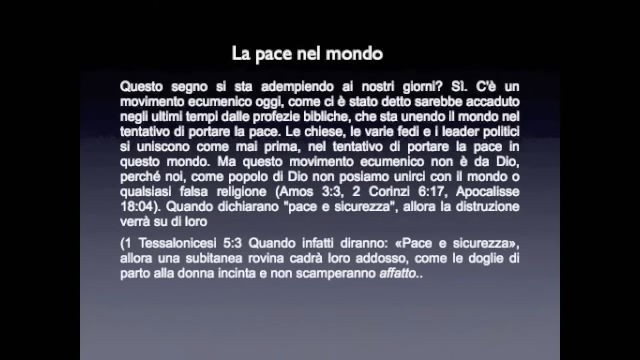 La pace nel mondo
Questo segno si sta adempiendo ai nostri giorni? Sì. C'è un
movimento ecumenico oggi, come ci è stato detto sarebbe accaduto
negli ultimi tempi dalle profezie bibliche, che sta unendo il mondo nel
tentativo di portare la pace. Le chiese, le varie fedi e i leader politici
si uniscono come mai prima, nel tentativo di portare la pace in
questo mondo. Ma questo movimento ecumenico non è da Dio,
perché noi, come popolo di Dio non posiamo unirci con il mondo o
qualsiasi falsa religione (Amos 3:3, 2 Corinzi 6:17, Apocalisse
18:04). Quando dichiarano "pace e sicurezza", allora la distruzione
verrà su di loro
(1 Tessalonicesi 5:3 Quando infatti diranno: «Pace e sicurezza»,
allora una subitanea rovina cadrà loro addosso, come le doglie di
parto alla donna incinta e non scamperanno affatto..